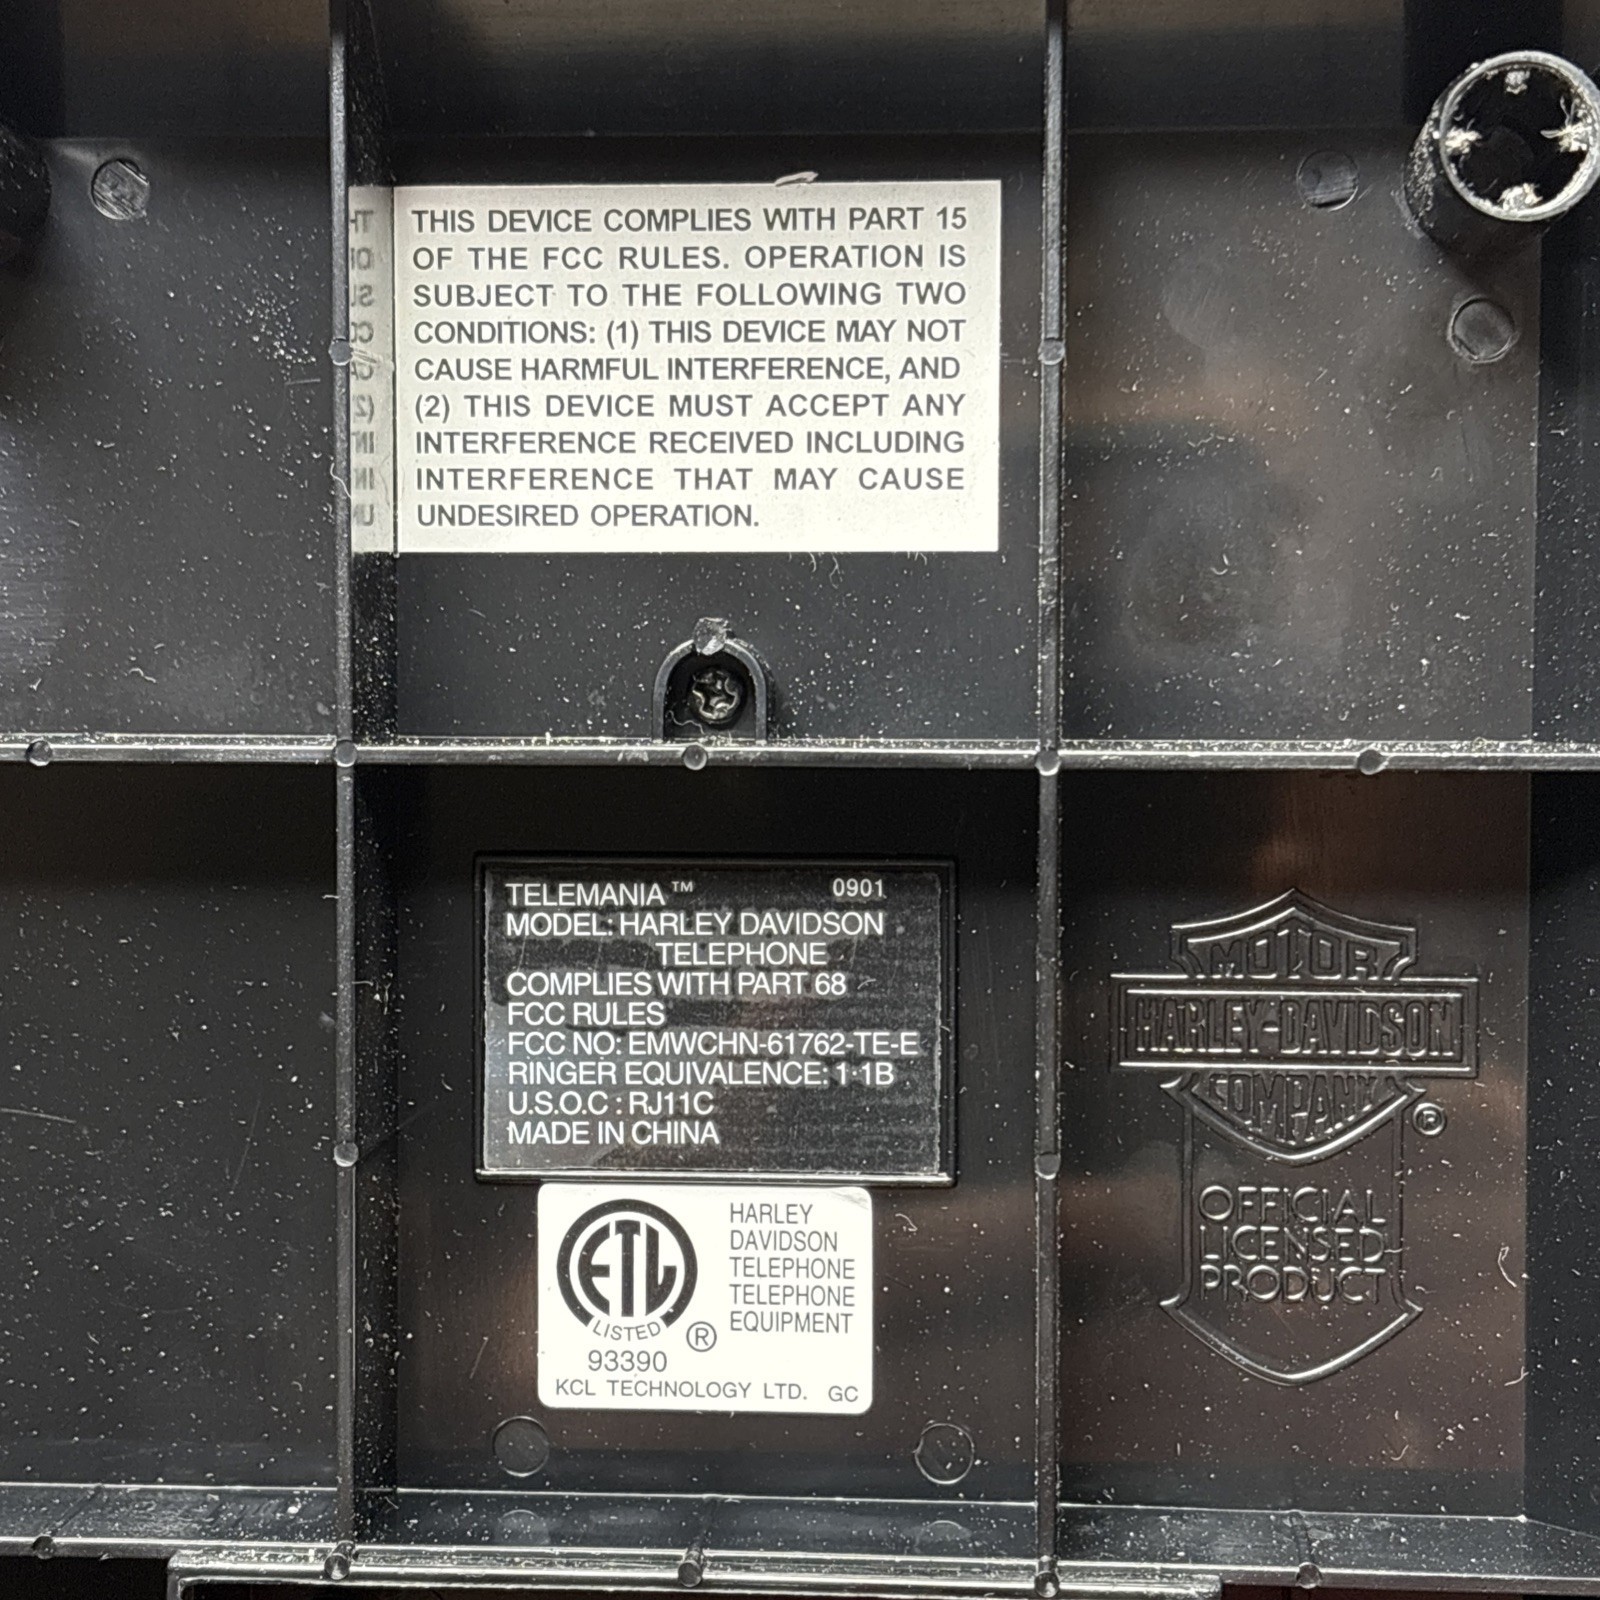 THIS DEVICE COMPLIES WITH PART 15
OF THE FCC RULES. OPERATION IS
SUBJECT TO THE FOLLOWING TWO
CONDITIONS: (1) THIS DEVICE MAY NOT
CAUSE HARMFUL INTERFERENCE, AND
(2) THIS DEVICE MUST ACCEPT ANY
INTERFERENCE RECEIVED INCLUDING
INTERFERENCE THAT MAY CAUSE
UNDESIRED OPERATION.
TELEMANIA™ 0901
MODEL: HARLEY DAVIDSON
TELEPHONE
COMPLIES WITH PART 68
FCC RULES
FCC NO: EMWCHN-61762-TE-E
RINGER EQUIVALENCE: 1·1B
U.S.O.C : RJ11C
MADE IN CHINA
ETL
LISTED ®
93390
HARLEY
DAVIDSON
TELEPHONE
TELEPHONE
EQUIPMENT
KCL TECHNOLOGY LTD. GC
MOTOR
HARLEY-DAVIDSON
COMPANY
®
OFFICIAL
LICENSED
PRODUCT